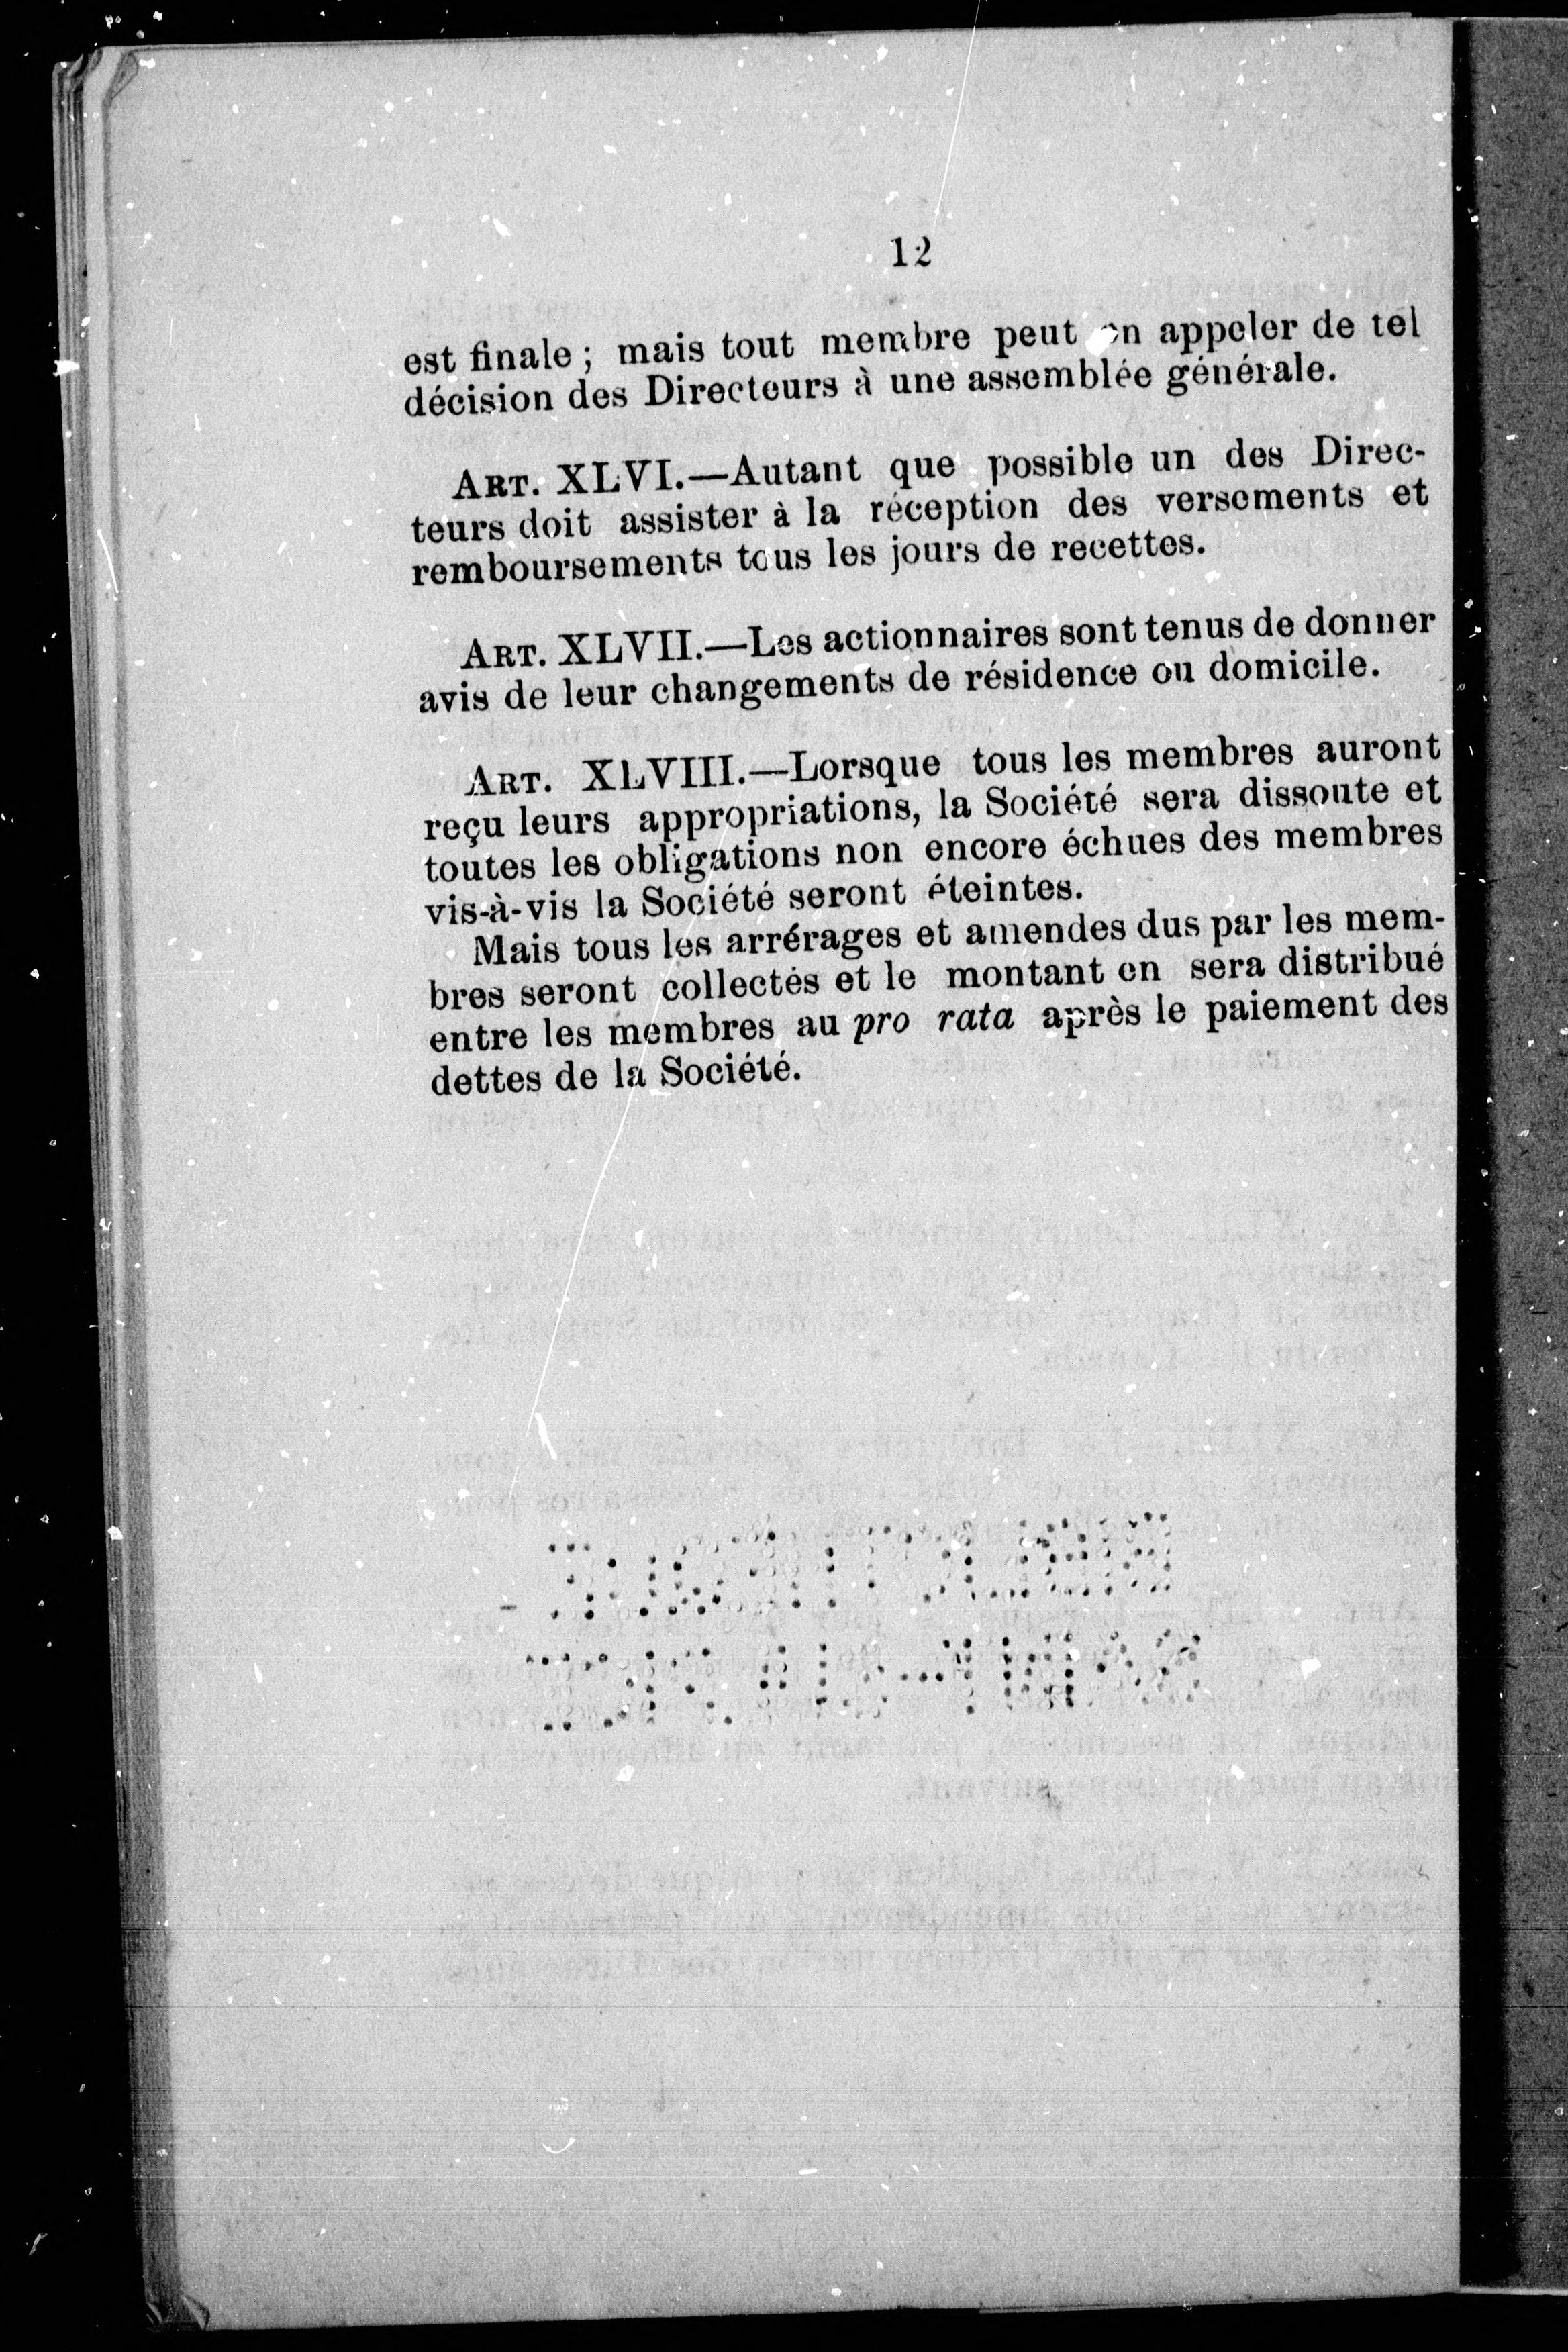 12
est finale ; mais tout membre peut en appeler de tel
décision des Directeurs à une assemblée générale.
ART. XLVI.—Autant que possible un des Direc-
teurs doit assister à la réception des versements et
remboursements tous les jours de recettes.
ART. XLVII.—Les actionnaires sont tenus de donner
avis de leur changements de résidence ou domicile.
ART. XLVIII.—Lorsque tous les membres auront
reçu leurs appropriations, la Société sera dissoute et
toutes les obligations non encore échues des membres
vis-à-vis la Société seront éteintes.
Mais tous les arrérages et amendes dus par les mem-
bres seront collectés et le montant en sera distribué
entre les membres au pro rata après le paiement des
dettes de la Société.